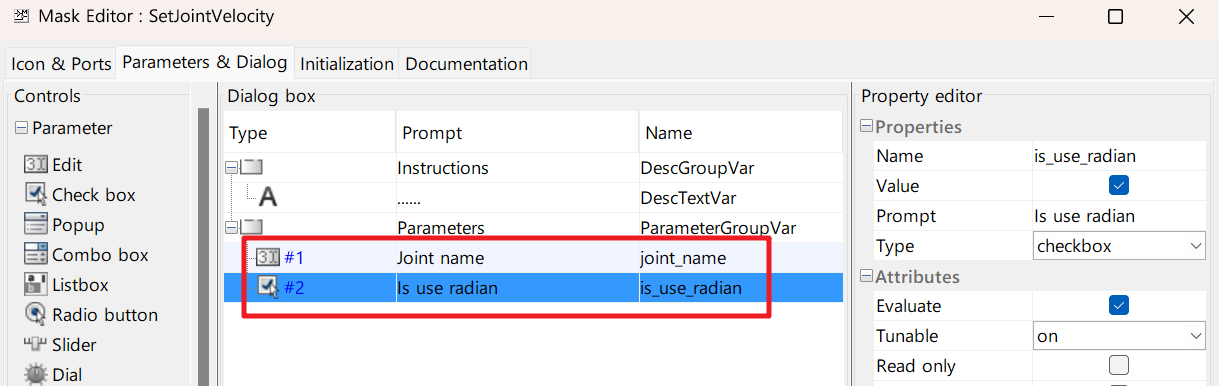 Mask Editor : SetJointVelocity
Icon & Ports Parameters & Dialog Initialization Documentation
Controls
Parameter
Edit
Check box
Popup
Combo box
Listbox
Radio button
Slider
Dial
Dialog box
Type Prompt Name
Instructions DescGroupVar
A ...... DescTextVar
Parameters ParameterGroupVar
#1 Joint name joint_name
#2 Is use radian is_use_radian
Property editor
Properties
Name is_use_radian
Value
Prompt Is use radian
Type checkbox
Attributes
Evaluate
Tunable on
Read only